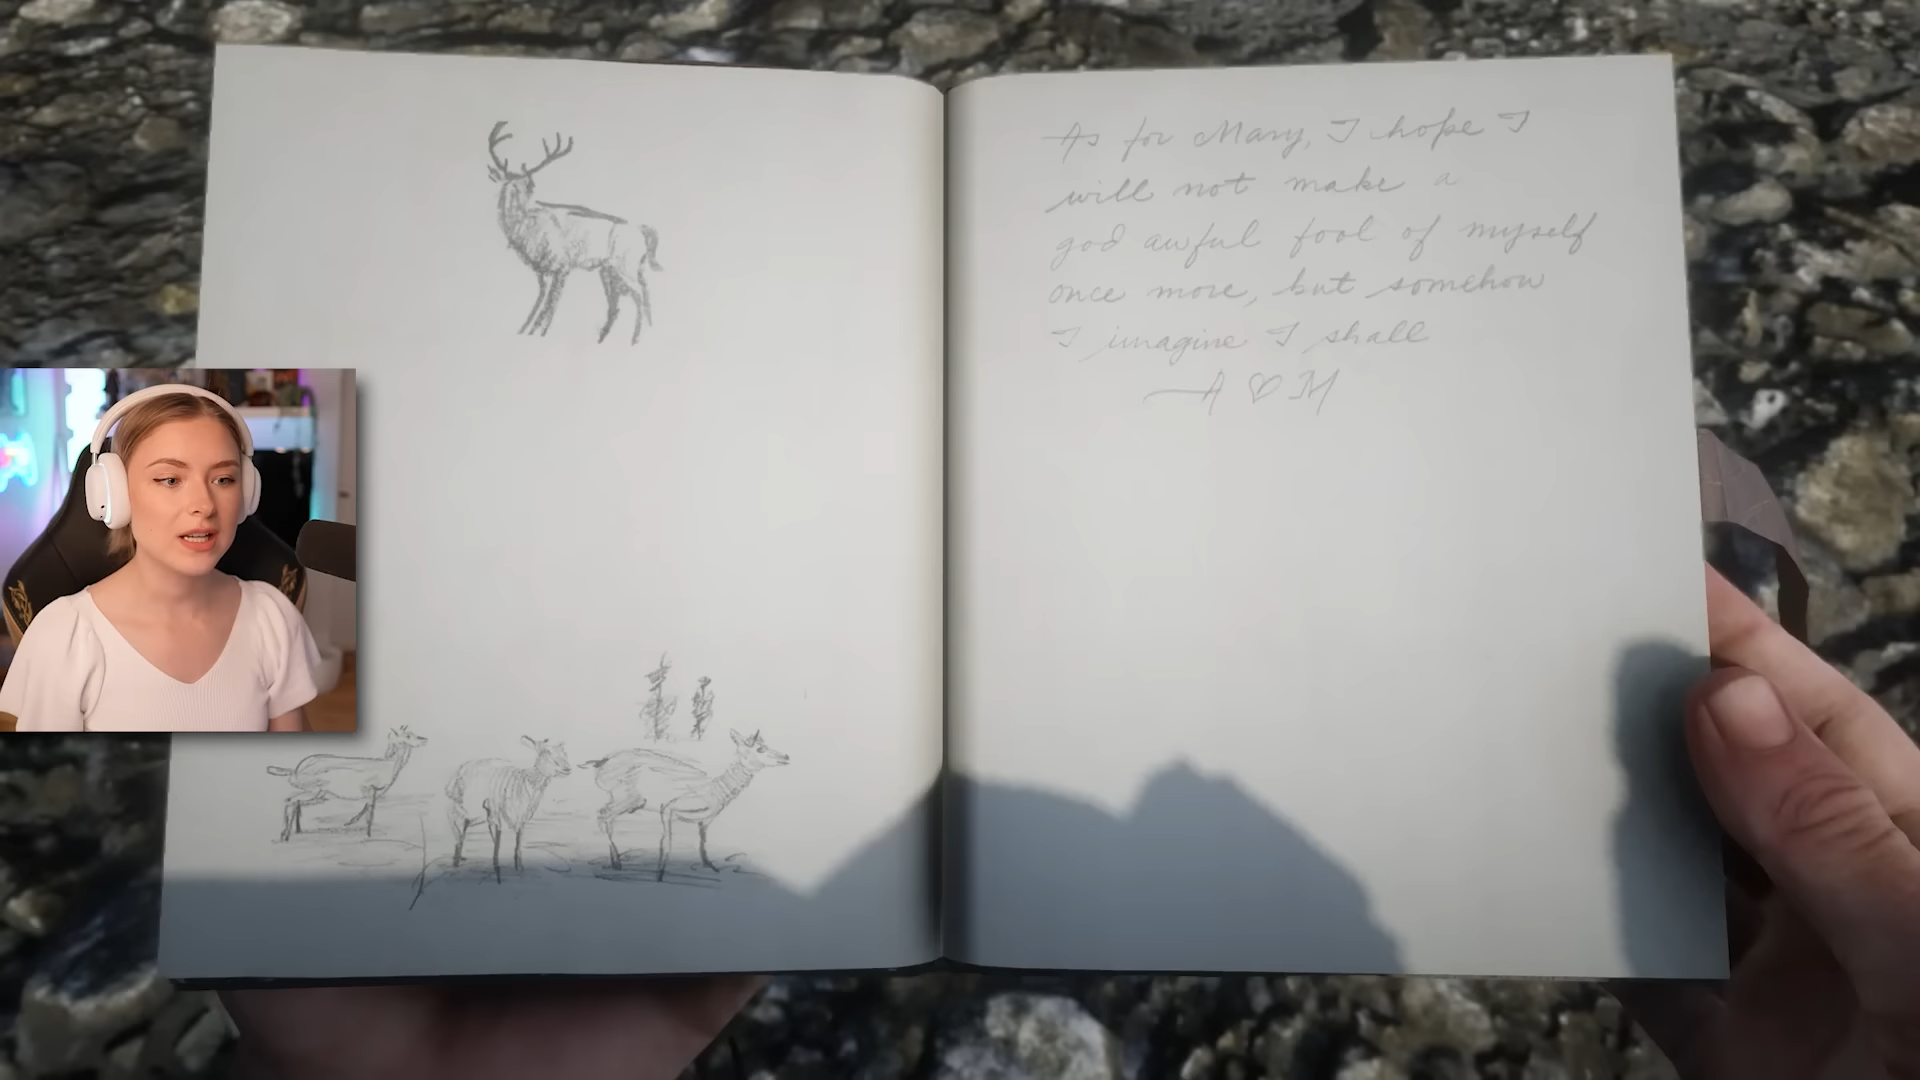 As for Mary, I hope I
will not make a
god awful fool of myself
once more, but somehow
I imagine I shall
—A ♡ M